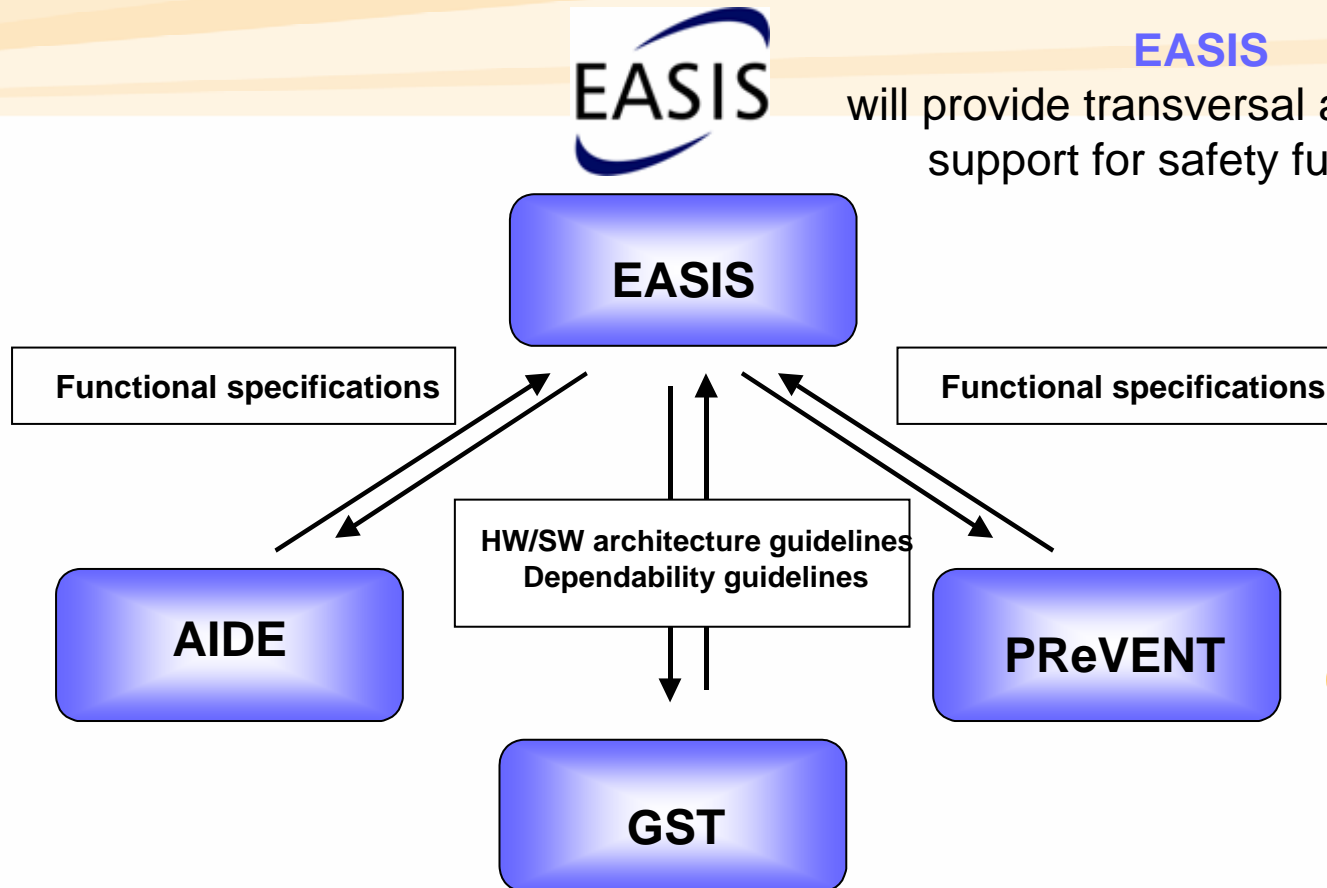 EASIS
EASIS
will provide transversal
support for safety
EASIS
Functional specifications
Functional specifications
HW/SW architecture guidelines
Dependability guidelines
AIDE
PReVENT
GST